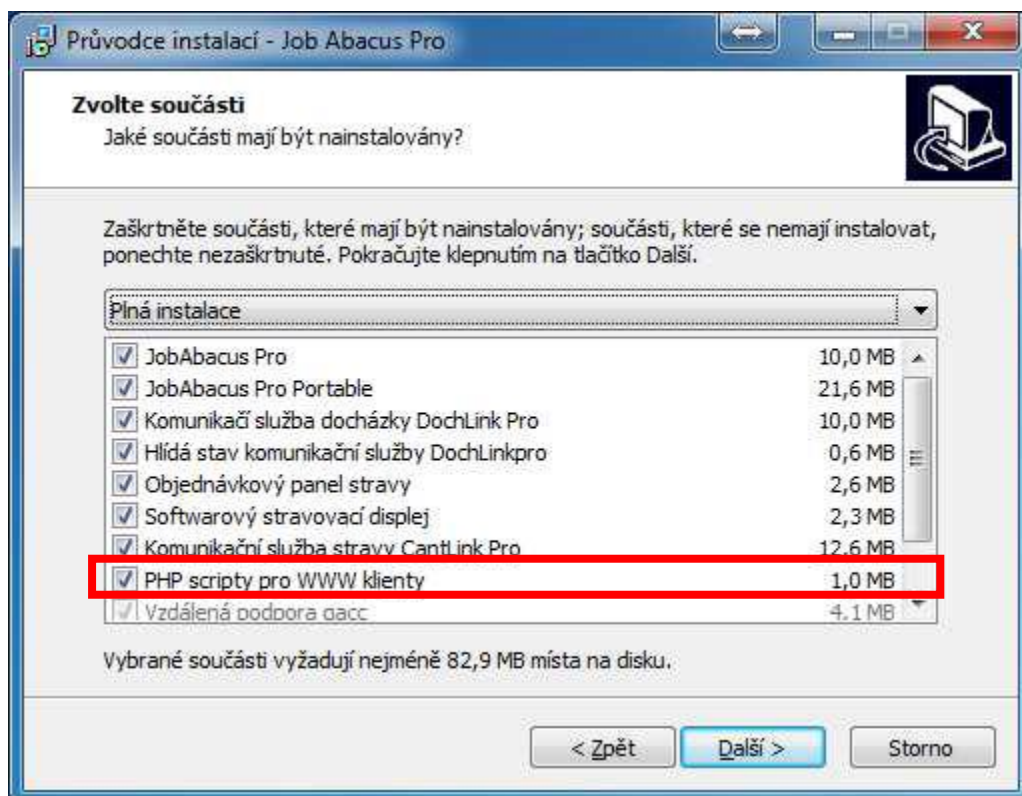 Průvodce instalací - Job Abacus Pro
Zvolte součásti
Jaké součásti mají být nainstalovány?
Zaškrtněte součásti, které mají být nainstalovány; součásti, které se nemají instalovat,
ponechte nezaškrtnuté. Pokračujte klepnutím na tlačítko Další.
Plná instalace
JobAbacus Pro 10,0 MB
JobAbacus Pro Portable 21,6 MB
Komunikačí služba docházky DochLink Pro 10,0 MB
Hlídá stav komunikační služby DochLinkpro 0,6 MB
Objednávkový panel stravy 2,6 MB
Softwarový stravovací displej 2,3 MB
Komunikační služba stravy CantLink Pro 12,6 MB
PHP scripty pro WWW klienty 1,0 MB
Vzdálená podpora gacc 4,1 MB
Vybrané součásti vyžadují nejméně 82,9 MB místa na disku.
< Zpět Další > Storno